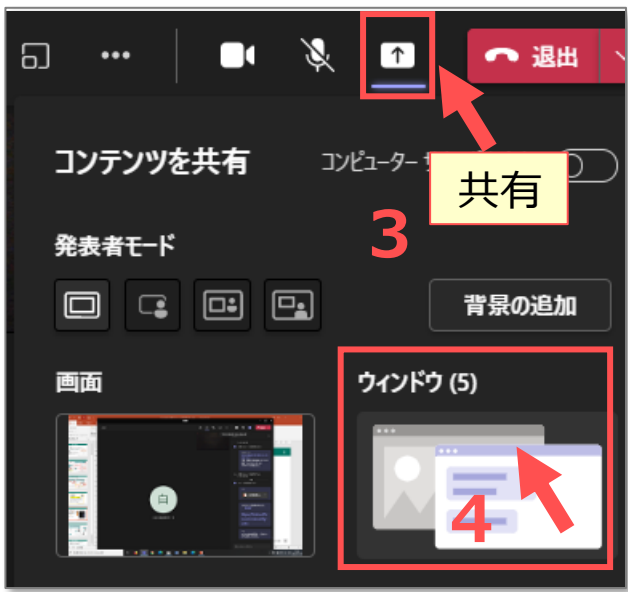 退出
コンテンツを共有
コンピューター
共有
3
発表者モード
背景の追加
画面
ウィンドウ (5)
4